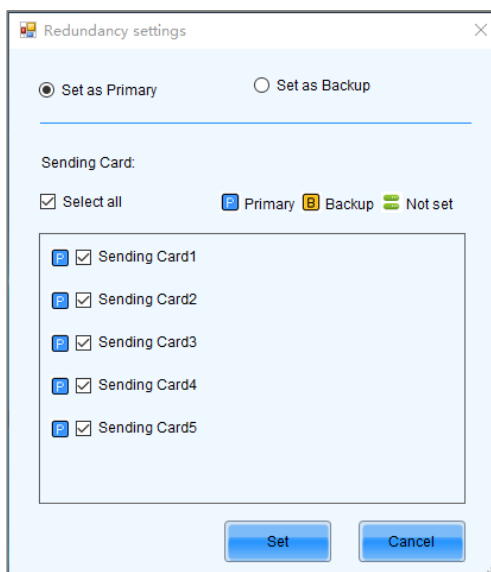 Redundancy settings
Set as Primary
Set as Backup
Sending Card:
Select all
P Primary B Backup Not set
P Sending Card1
P Sending Card2
P Sending Card3
P Sending Card4
P Sending Card5
Set
Cancel